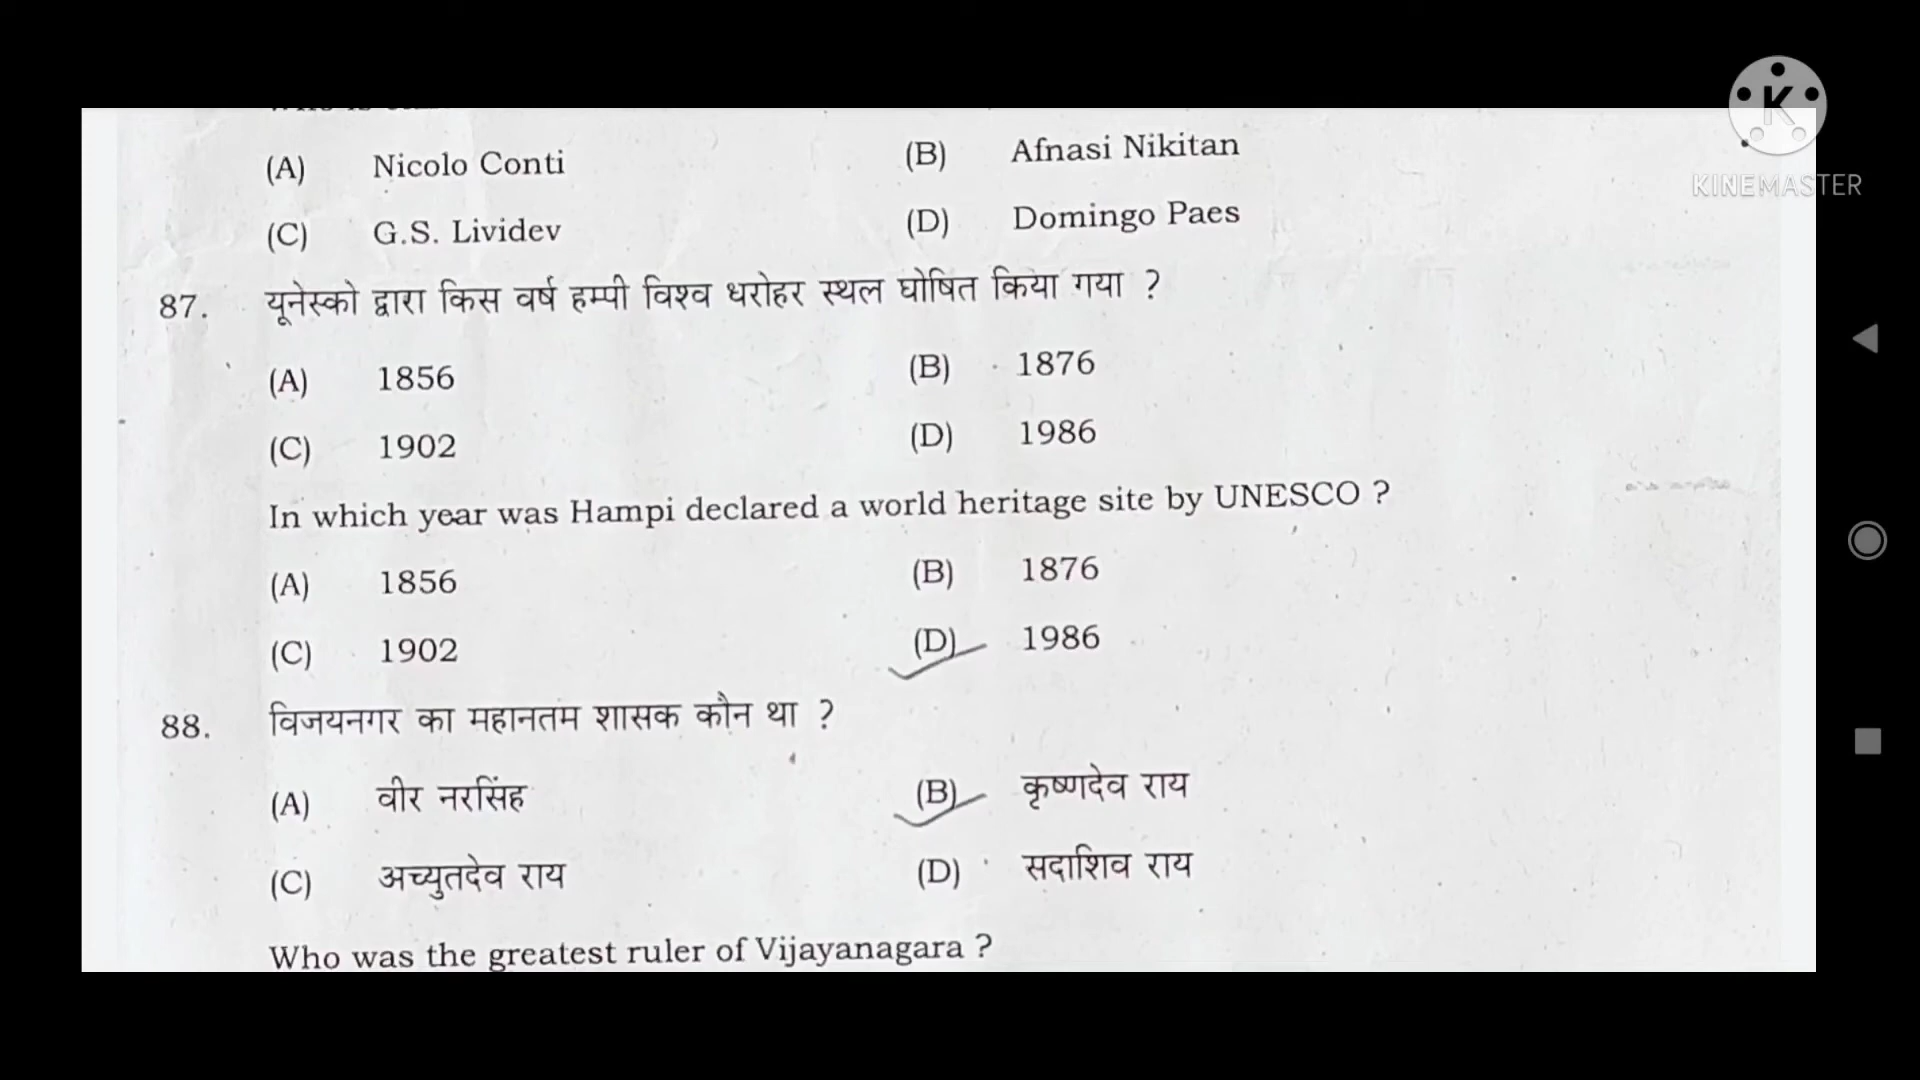 (A) Nicolo Conti (B) Afnasi Nikitan
(C) G.S. Lividev (D) Domingo Paes
87. यूनेस्को द्वारा किस वर्ष हम्पी विश्व धरोहर स्थल घोषित किया गया ?
(A) 1856 (B) 1876
(C) 1902 (D) 1986
In which year was Hampi declared a world heritage site by UNESCO ?
(A) 1856 (B) 1876
(C) 1902 (D) 1986
88. विजयनगर का महानतम शासक कौन था ?
(A) वीर नरसिंह (B) कृष्णदेव राय
(C) अच्युतदेव राय (D) सदाशिव राय
Who was the greatest ruler of Vijayanagara ?
K
KINEMASTER